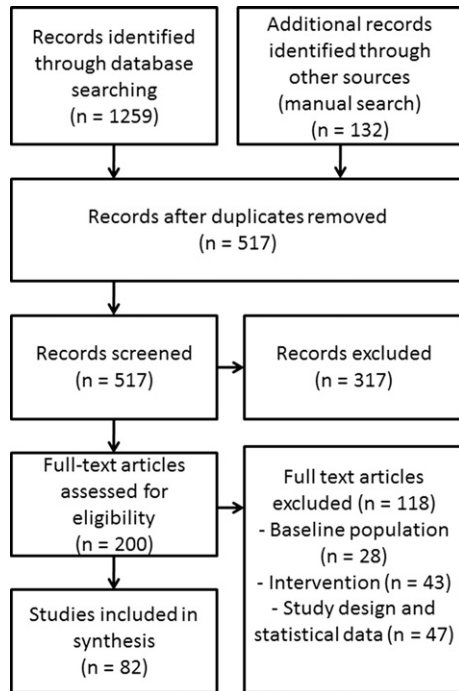 Records identified
through database
searching
(n = 1259)
Additional records
identified through
other sources
(manual search)
(n = 132)
Records after duplicates removed
(n = 517)
Records screened
(n = 517)
Records excluded
(n = 317)
Full-text articles
assessed for
eligibility
(n = 200)
Full text articles
excluded (n = 118)
- Baseline population
(n = 28)
- Intervention (n = 43)
- Study design and
statistical data (n = 47)
Studies included in
synthesis
(n = 82)